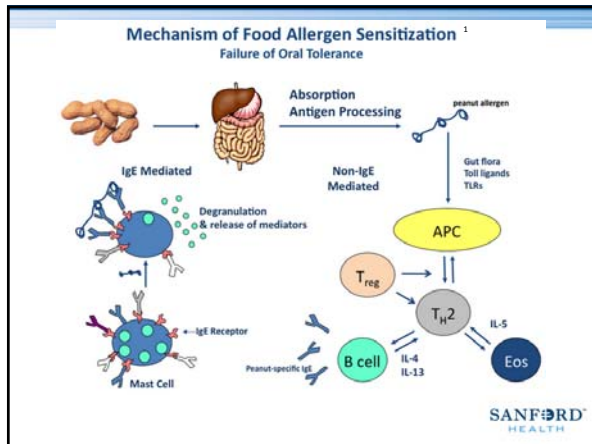 Mechanism of Food Allergen Sensitization 1
Failure of Oral Tolerance
Absorption
Antigen Processing
peanut allergen
IgE Mediated
Non-IgE
Mediated
Gut flora
Toll ligands
TLRs
Degranulation
& release of mediators
APC
Treg
TH2
IL-5
IgE Receptor
B cell
IL-4
IL-13
Eos
Peanut-specific IgE
Mast Cell
SANFORD™
HEALTH